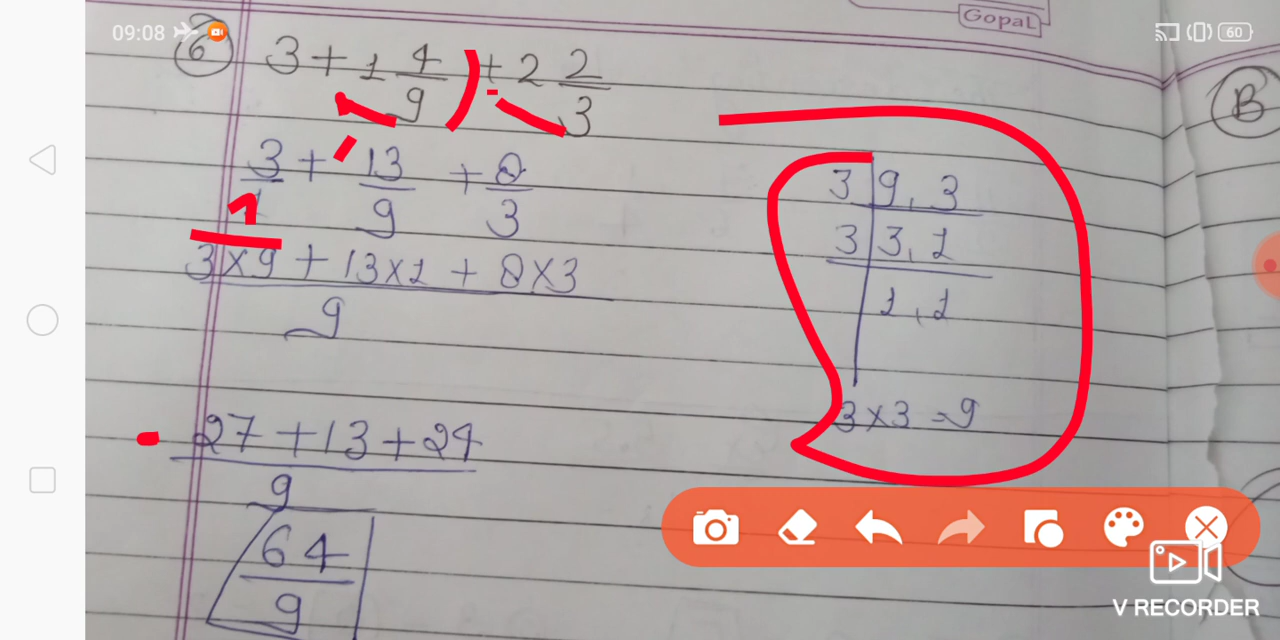 09:08
60
GopaL
6 3 + 1 4/9 ) + 2 2/3
B
3/1 + 13/9 + 8/3
1
3×9 + 13×1 + 8×3
9
27 + 13 + 24
9
64
9
3 | 9, 3
3 | 3, 1
1, 1
3×3 = 9
V RECORDER